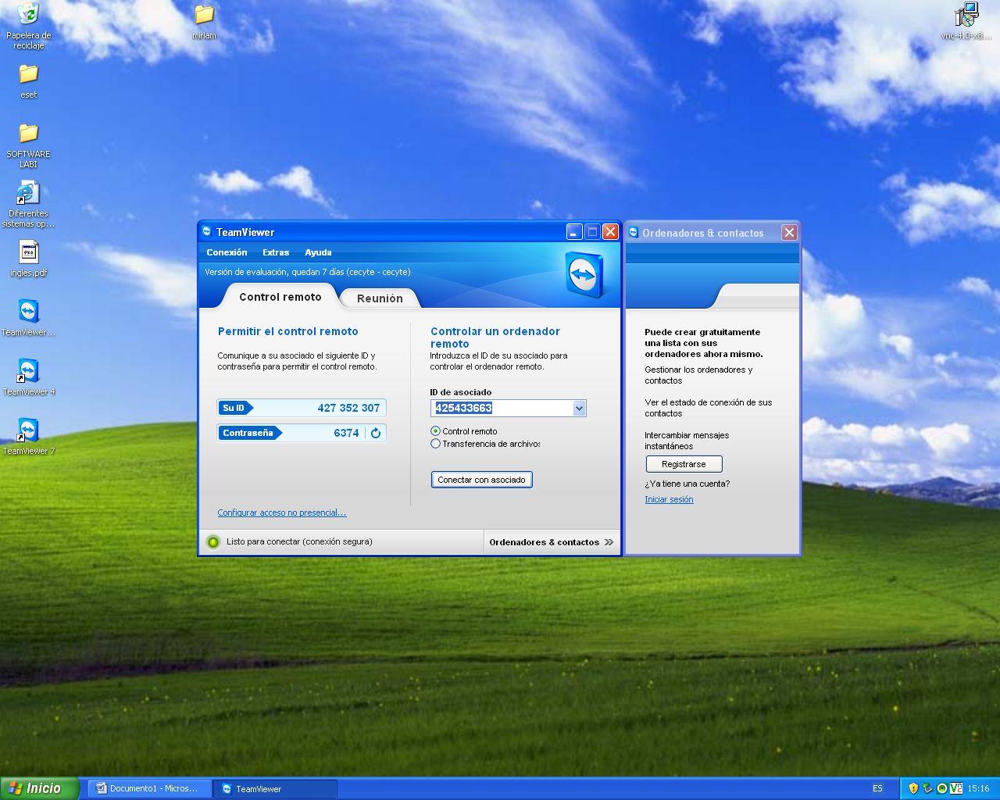 Papelera de
reciclaje
miriam
vnc-4.0-x8...
eset
SOFTWARE
LABI
Diferentes
sistemas op...
ingles.pdf
TeamViewer...
TeamViewer 4
TeamViewer 7
TeamViewer
Conexión Extras Ayuda
Versión de evaluación, quedan 7 días (cecyte - cecyte)
Control remoto Reunión
Permitir el control remoto
Comunique a su asociado el siguiente ID y
contraseña para permitir el control remoto.
Su ID 427 352 307
Contraseña 6374
Configurar acceso no presencial...
Controlar un ordenador
remoto
Introduzca el ID de su asociado para
controlar el ordenador remoto.
ID de asociado
425433663
Control remoto
Transferencia de archivos
Conectar con asociado
Listo para conectar (conexión segura)
Ordenadores & contactos
Ordenadores & contactos
Puede crear gratuitamente
una lista con sus
ordenadores ahora mismo.
Gestionar los ordenadores y
contactos
Ver el estado de conexión de sus
contactos
Intercambiar mensajes
instantáneos
Registrarse
¿Ya tiene una cuenta?
Iniciar sesión
Inicio
Documento1 - Micros...
TeamViewer
ES
15:16